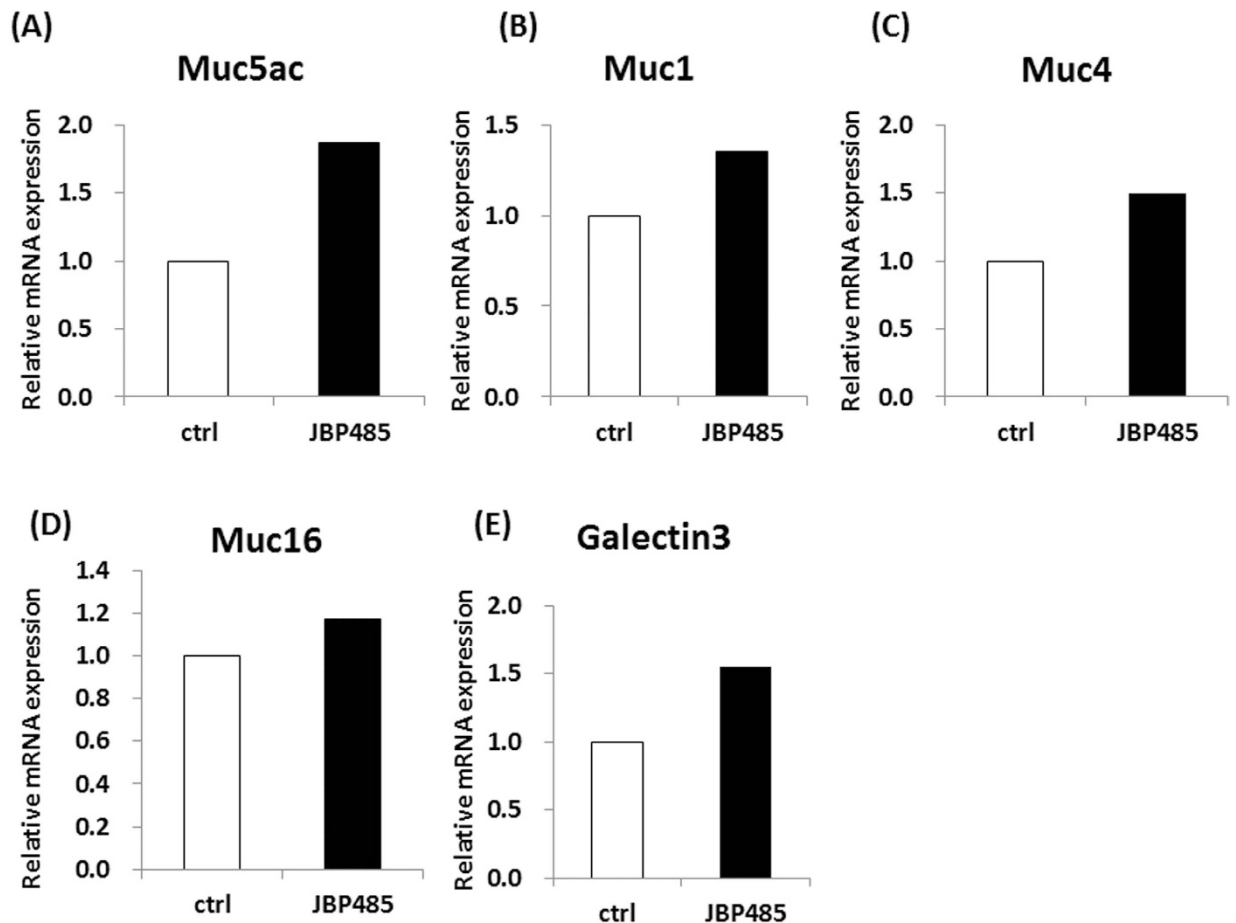 (A)
Muc5ac
Relative mRNA expression
2.0
1.5
1.0
0.5
0.0
ctrl JBP485
(B)
Muc1
Relative mRNA expression
1.5
1.0
0.5
0.0
ctrl JBP485
(C)
Muc4
Relative mRNA expression
2.0
1.5
1.0
0.5
0.0
ctrl JBP485
(D)
Muc16
Relative mRNA expression
1.4
1.2
1.0
0.8
0.6
0.4
0.2
0.0
ctrl JBP485
(E)
Galectin3
Relative mRNA expression
2.0
1.5
1.0
0.5
0.0
ctrl JBP485